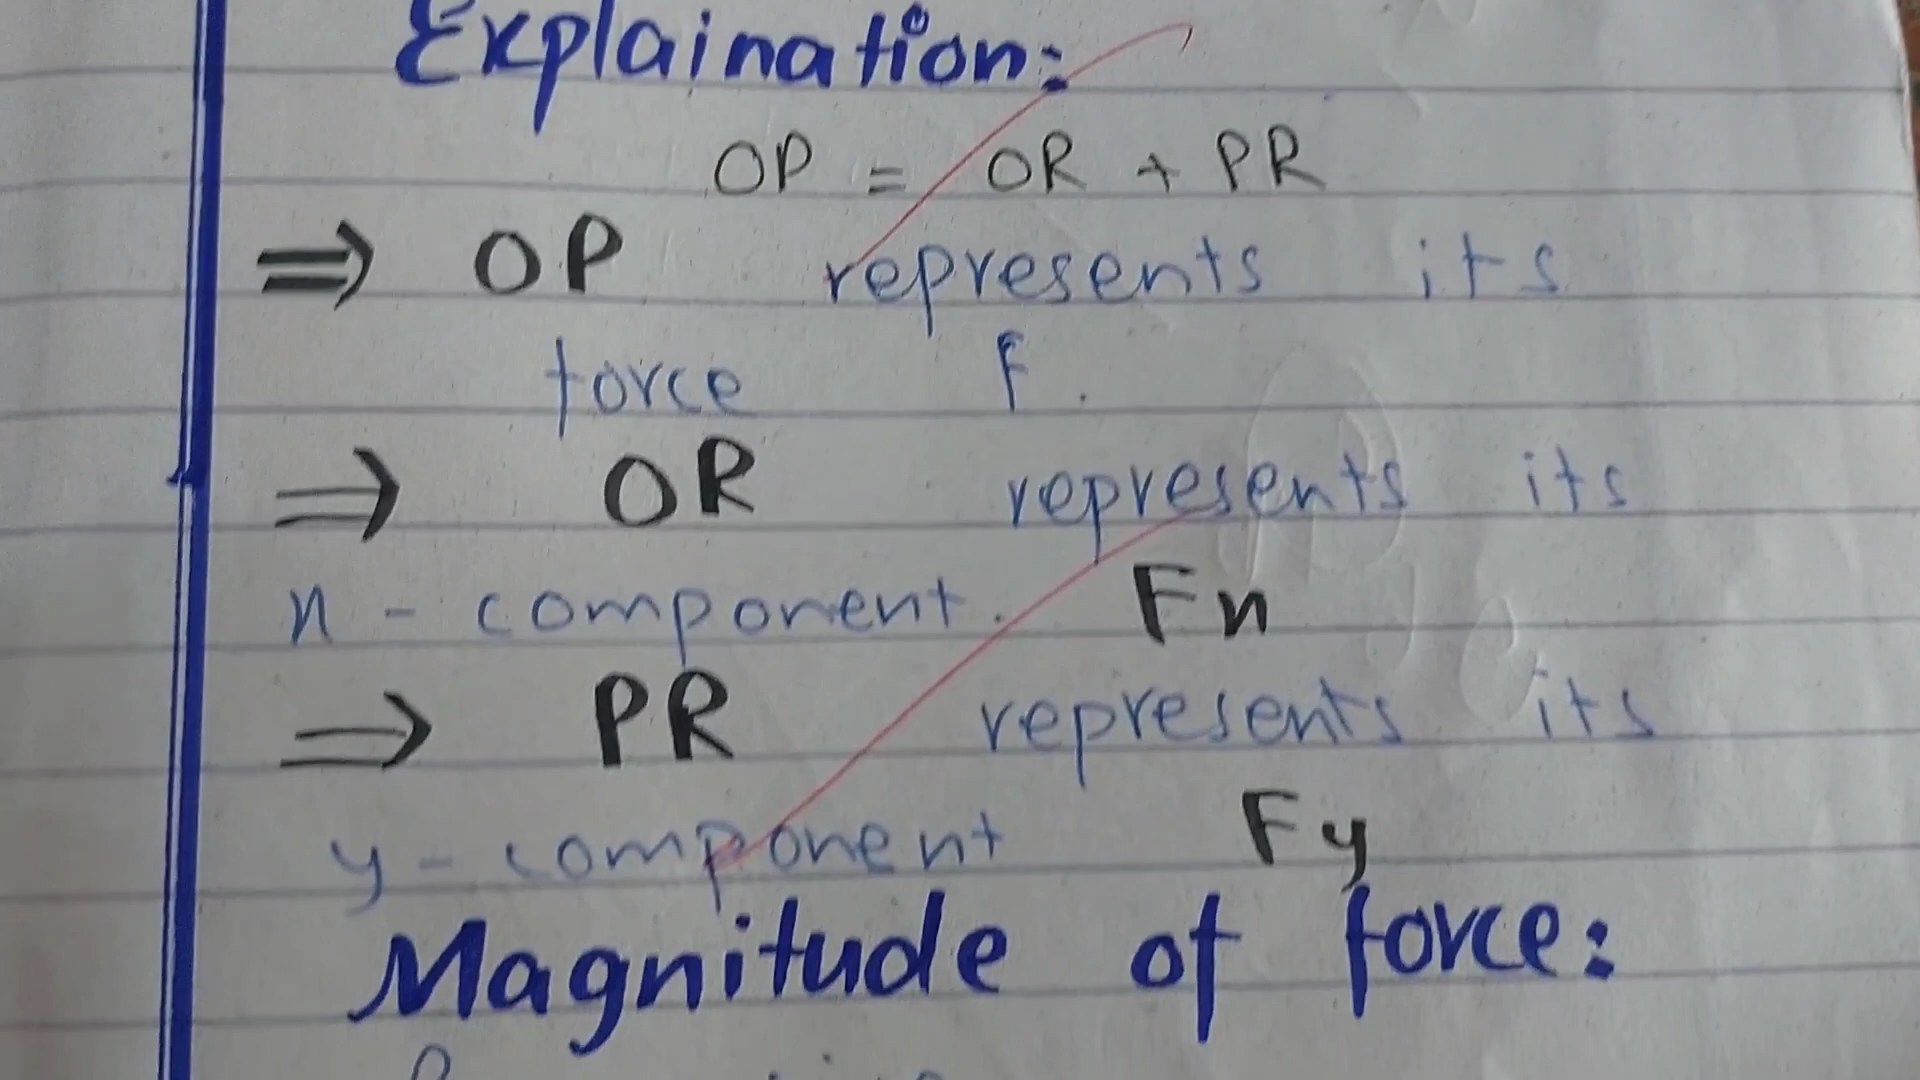 Explaination:
OP = OR + PR
⇒ OP represents its
force F.
⇒ OR represents its
n - component. Fn
⇒ PR represents its
y - component Fy
Magnitude of force: